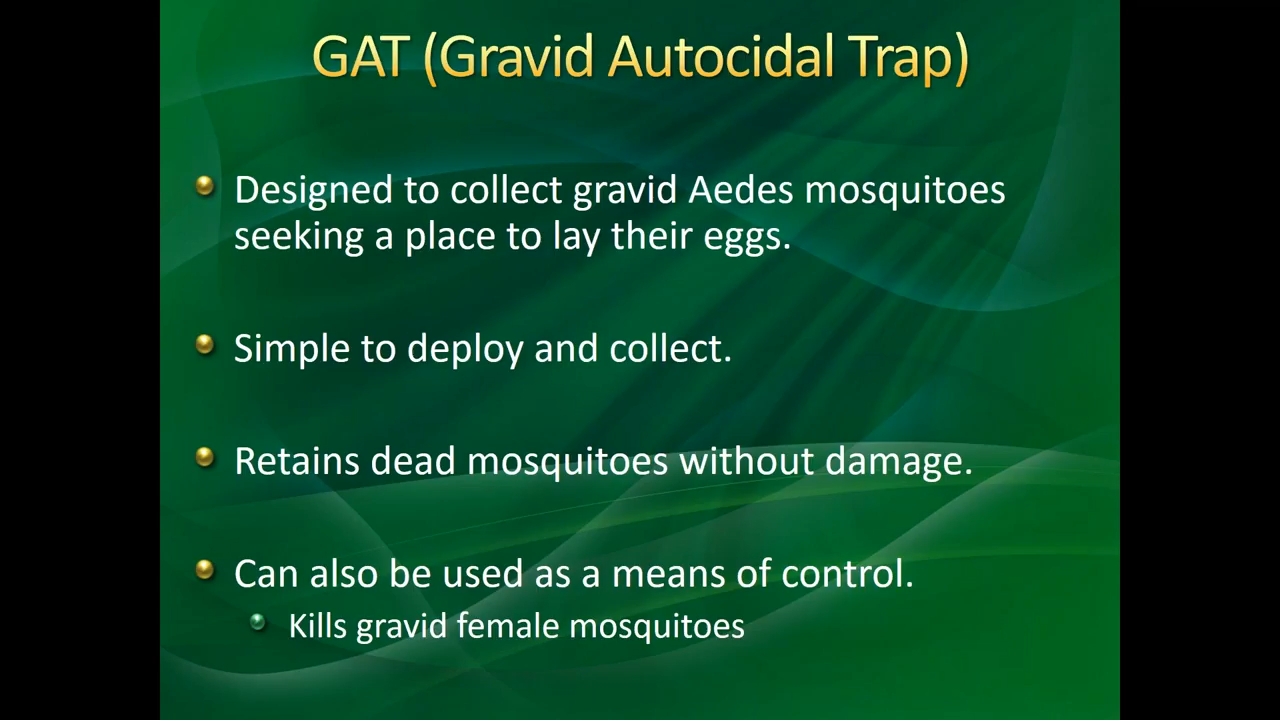 GAT (Gravid Autocidal Trap)
Designed to collect gravid Aedes mosquitoes
seeking a place to lay their eggs.
Simple to deploy and collect.
Retains dead mosquitoes without damage.
Can also be used as a means of control.
Kills gravid female mosquitoes